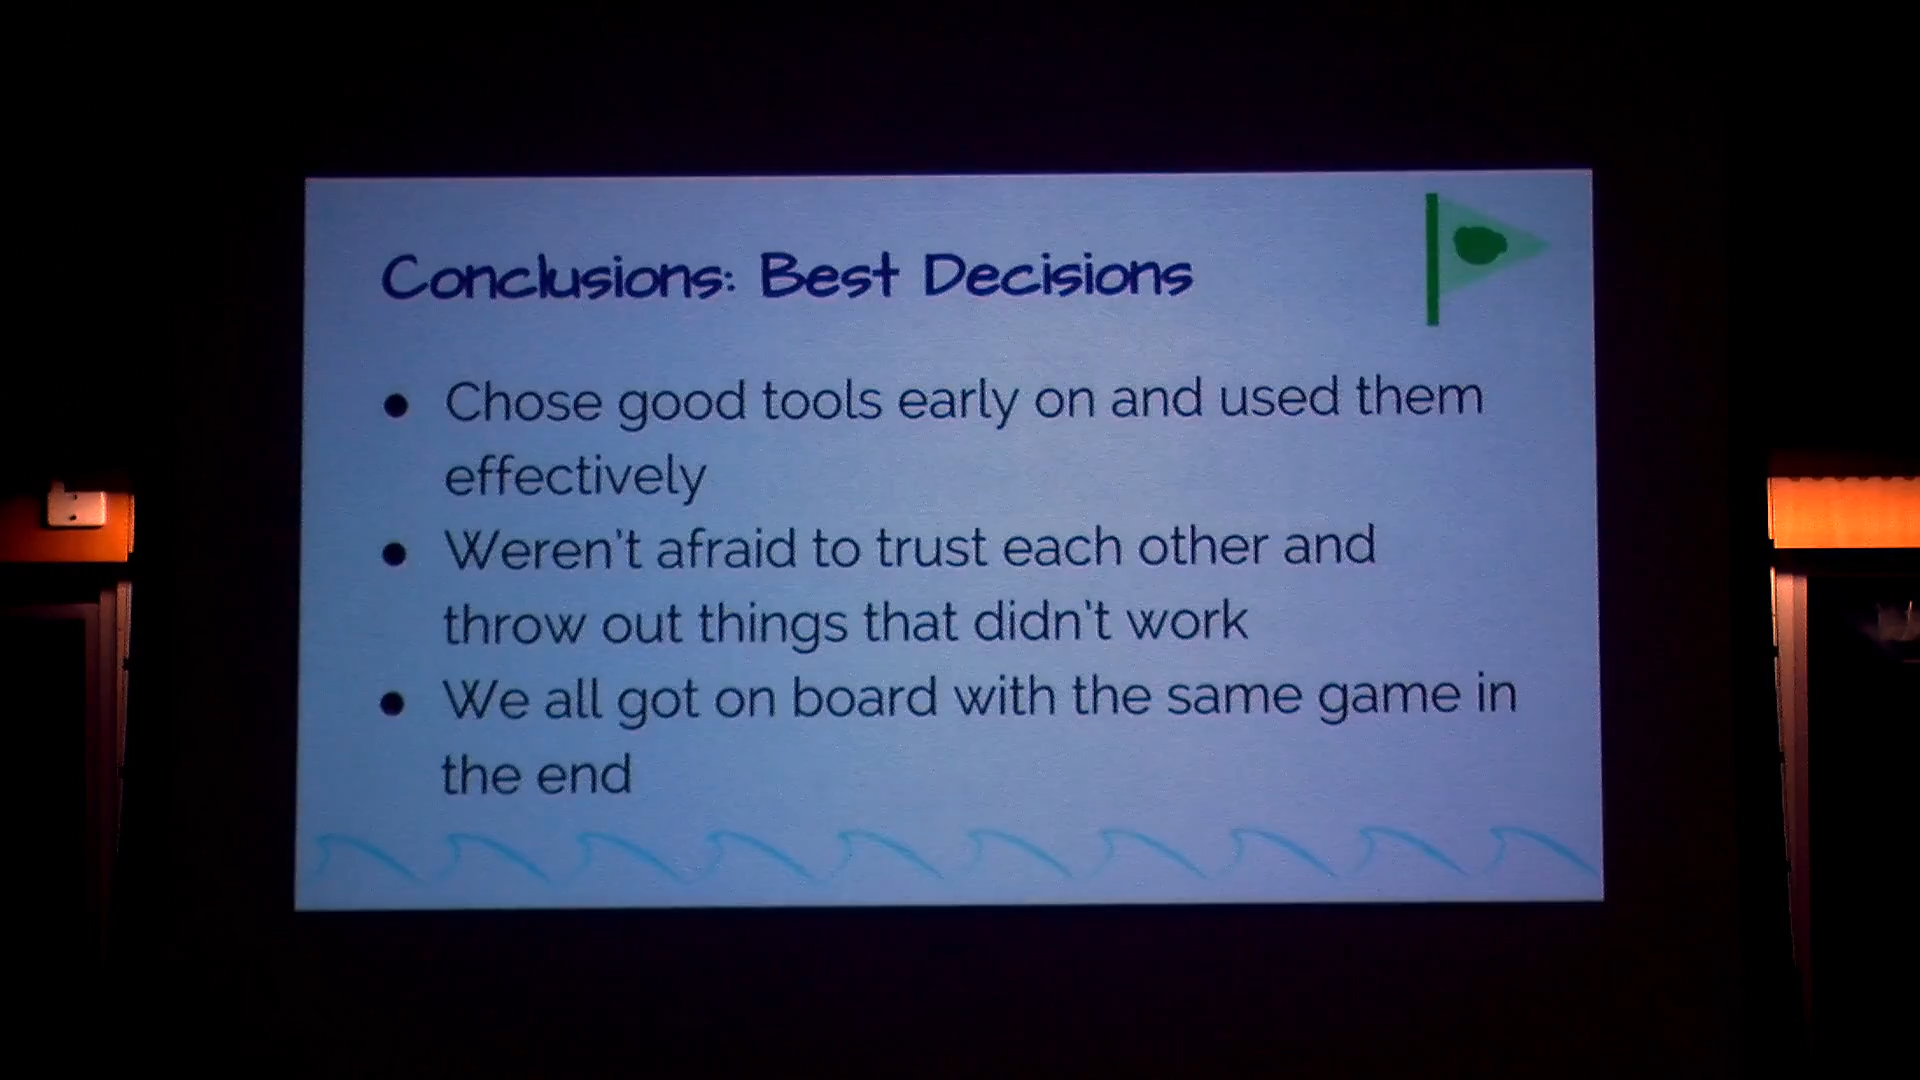 Conclusions: Best Decisions
● Chose good tools early on and used them
effectively
● Weren't afraid to trust each other and
throw out things that didn't work
● We all got on board with the same game in
the end